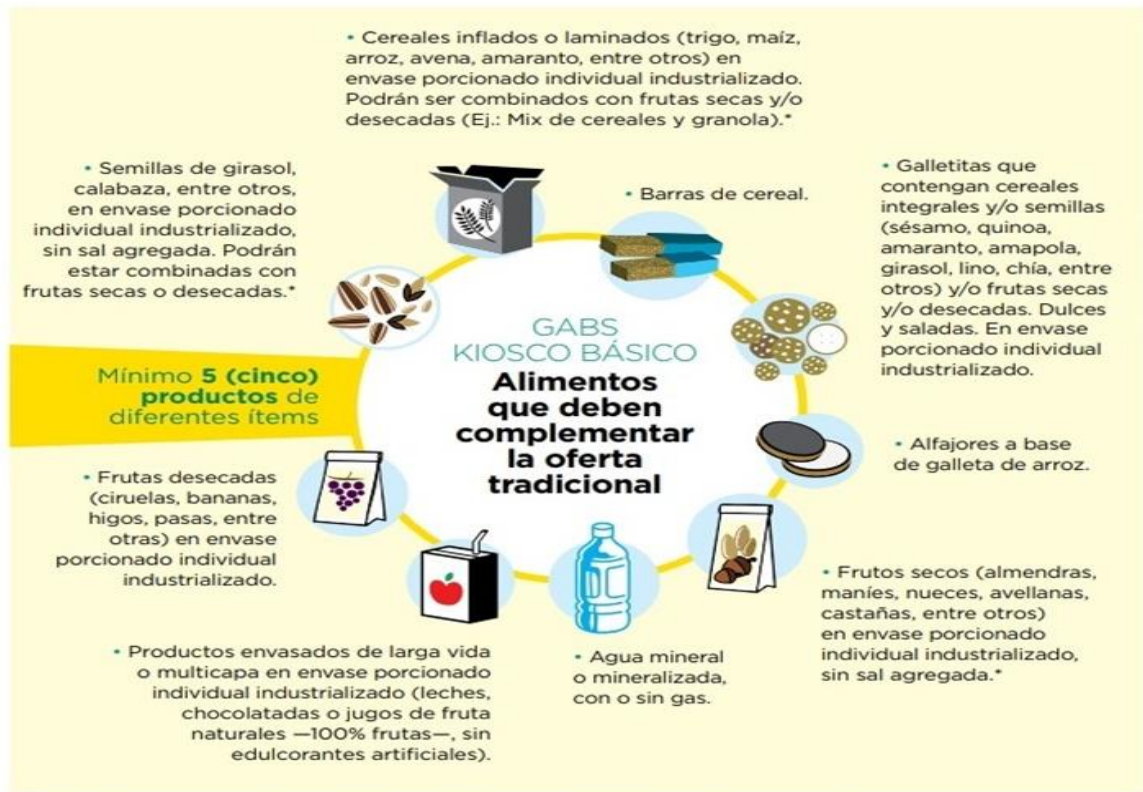 • Cereales inflados o laminados (trigo, maíz,
arroz, avena, amaranto, entre otros) en
envase porcionado individual industrializado.
Podrán ser combinados con frutas secas y/o
desecadas (Ej.: Mix de cereales y granola).*
• Semillas de girasol,
calabaza, entre otros,
en envase porcionado
individual industrializado,
sin sal agregada. Podrán
estar combinadas con
frutas secas o desecadas.*
• Barras de cereal.
• Galletitas que
contengan cereales
integrales y/o semillas
(sésamo, quinoa,
amaranto, amapola,
girasol, lino, chía, entre
otros) y/o frutas secas
y/o desecadas. Dulces
y saladas. En envase
porcionado individual
industrializado.
GABS
KIOSCO BÁSICO
Alimentos
que deben
complementar
la oferta
tradicional
Mínimo 5 (cinco)
productos de
diferentes ítems
• Alfajores a base
de galleta de arroz.
• Frutas desecadas
(ciruelas, bananas,
higos, pasas, entre
otras) en envase
porcionado individual
industrializado.
• Frutos secos (almendras,
maníes, nueces, avellanas,
castañas, entre otros)
en envase porcionado
individual industrializado,
sin sal agregada.*
• Productos envasados de larga vida
o multicapa en envase porcionado
individual industrializado (leches,
chocolatadas o jugos de fruta
naturales —100% frutas—, sin
edulcorantes artificiales).
• Agua mineral
o mineralizada,
con o sin gas.